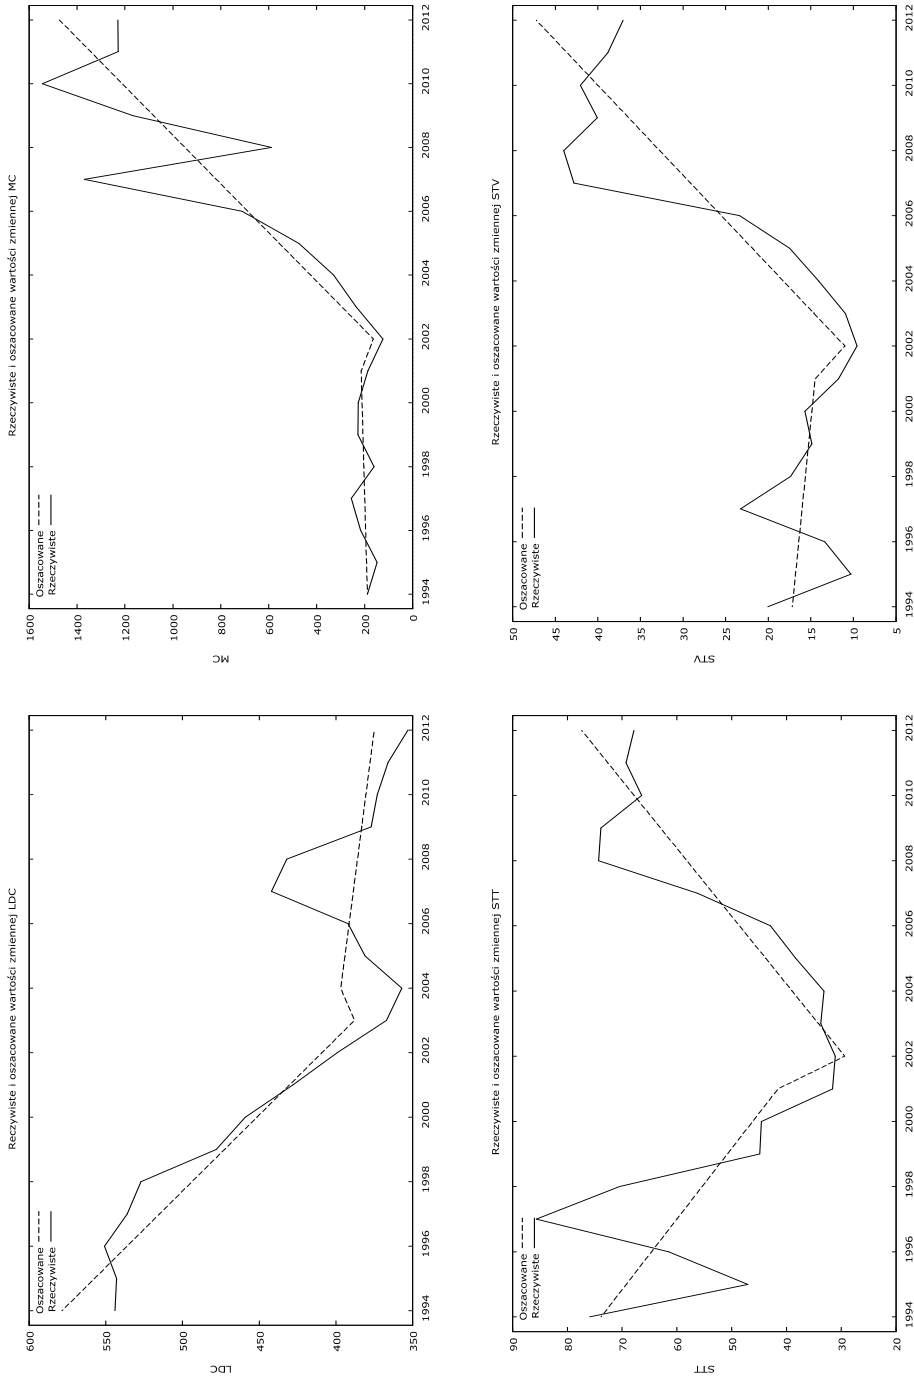 Reczywiste i oszacowane wartości zmiennej LDC
Oszacowane
Rzeczywiste
600
550
500
450
400
350
LDC
1994 1996 1998 2000 2002 2004 2006 2008 2010 2012
Rzeczywiste i oszacowane wartości zmiennej MC
Oszacowane
Rzeczywiste
1600
1400
1200
1000
800
600
400
200
0
MC
1994 1996 1998 2000 2002 2004 2006 2008 2010 2012
Rzeczywiste i oszacowane wartości zmiennej STT
Oszacowane
Rzeczywiste
90
80
70
60
50
40
30
20
STT
1994 1996 1998 2000 2002 2004 2006 2008 2010 2012
Rzeczywiste i oszacowane wartości zmiennej STV
Oszacowane
Rzeczywiste
50
45
40
35
30
25
20
15
10
5
STV
1994 1996 1998 2000 2002 2004 2006 2008 2010 2012